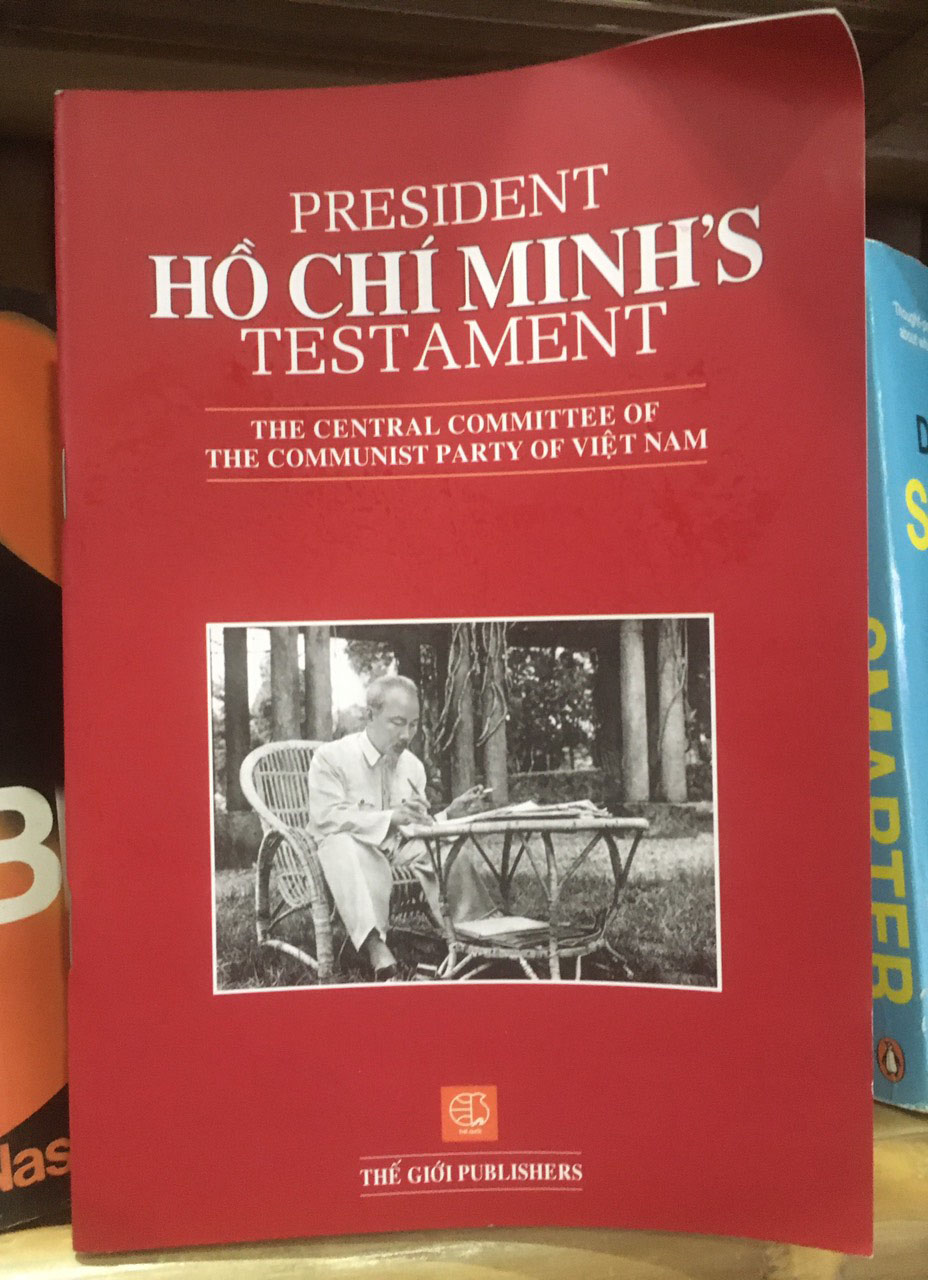 PRESIDENT
HỒ CHÍ MINH'S
TESTAMENT
THE CENTRAL COMMITTEE OF
THE COMMUNIST PARTY OF VIỆT NAM
THẾ GIỚI PUBLISHERS
B
Nas
D
S
SMARTER